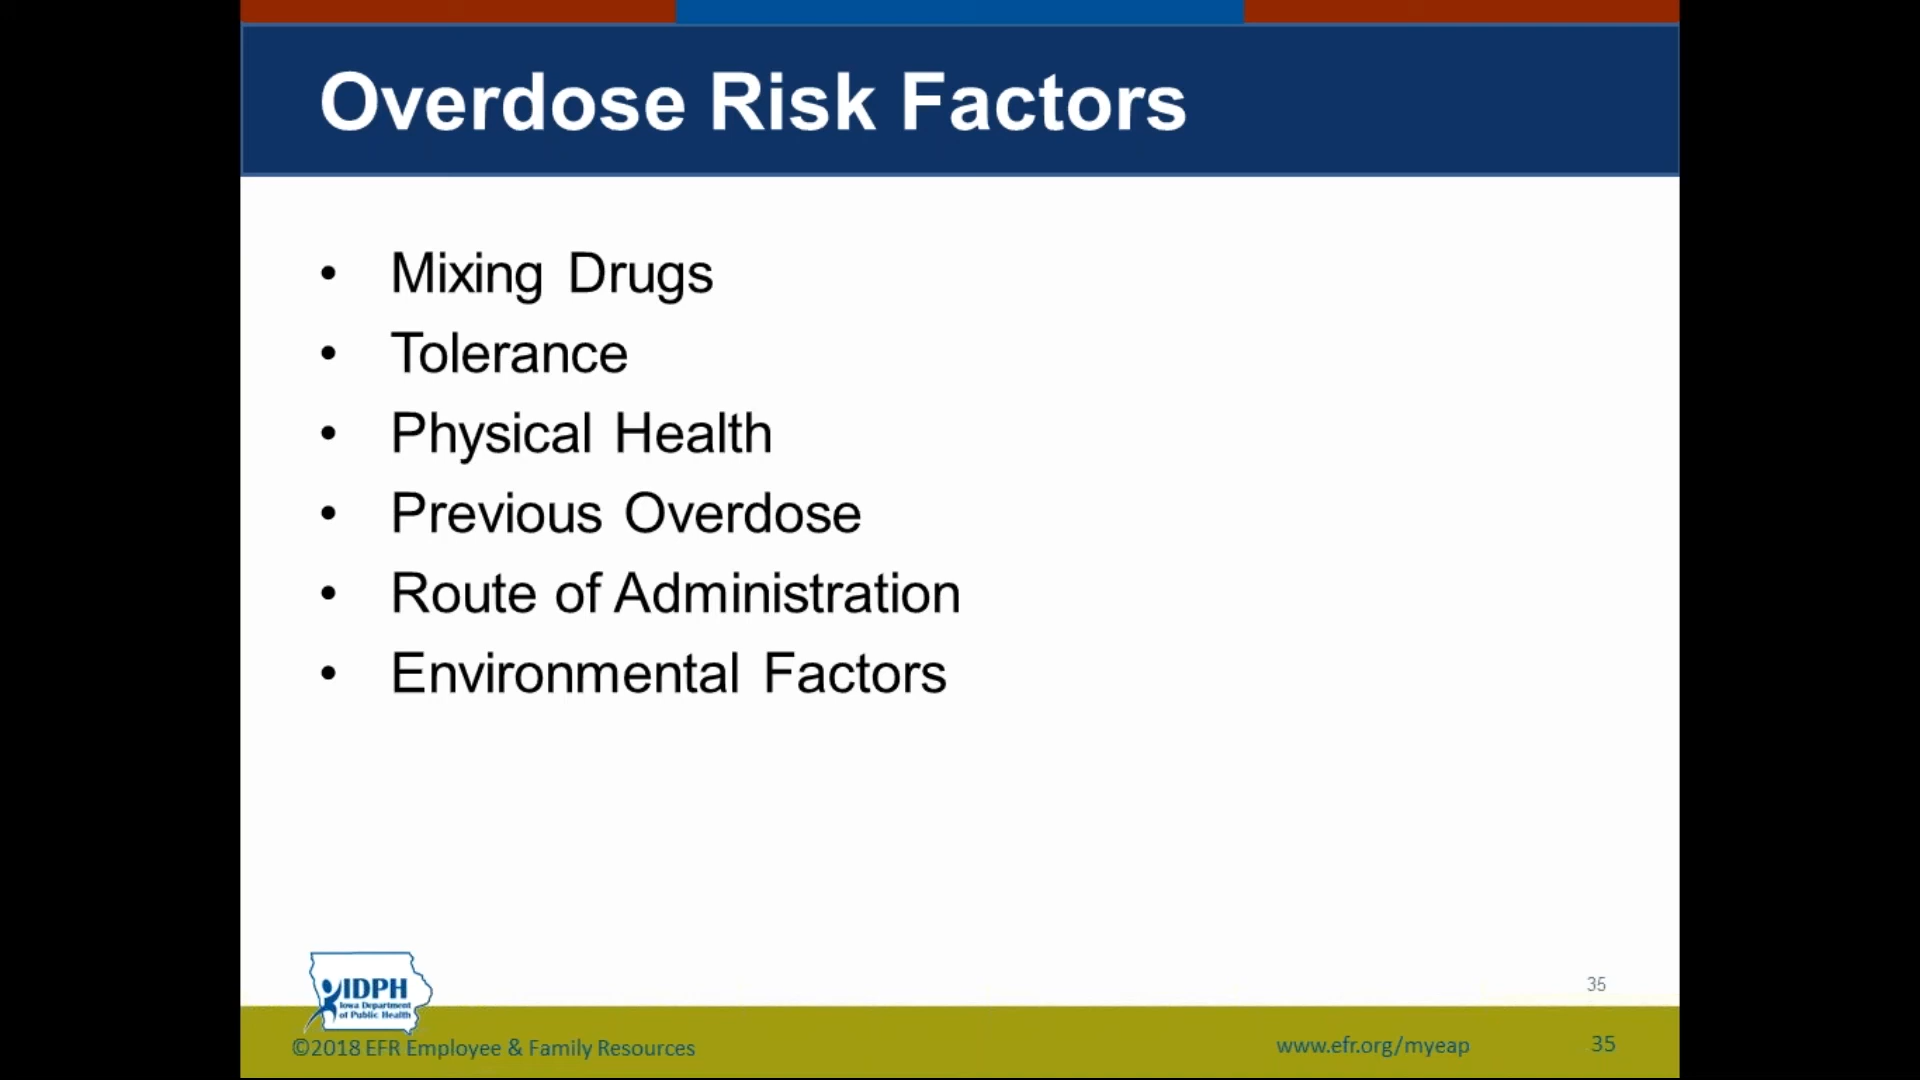 Overdose Risk Factors
• Mixing Drugs
• Tolerance
• Physical Health
• Previous Overdose
• Route of Administration
• Environmental Factors
IDPH
Iowa Department
of Public Health
35
©2018 EFR Employee & Family Resources
www.efr.org/myeap
35